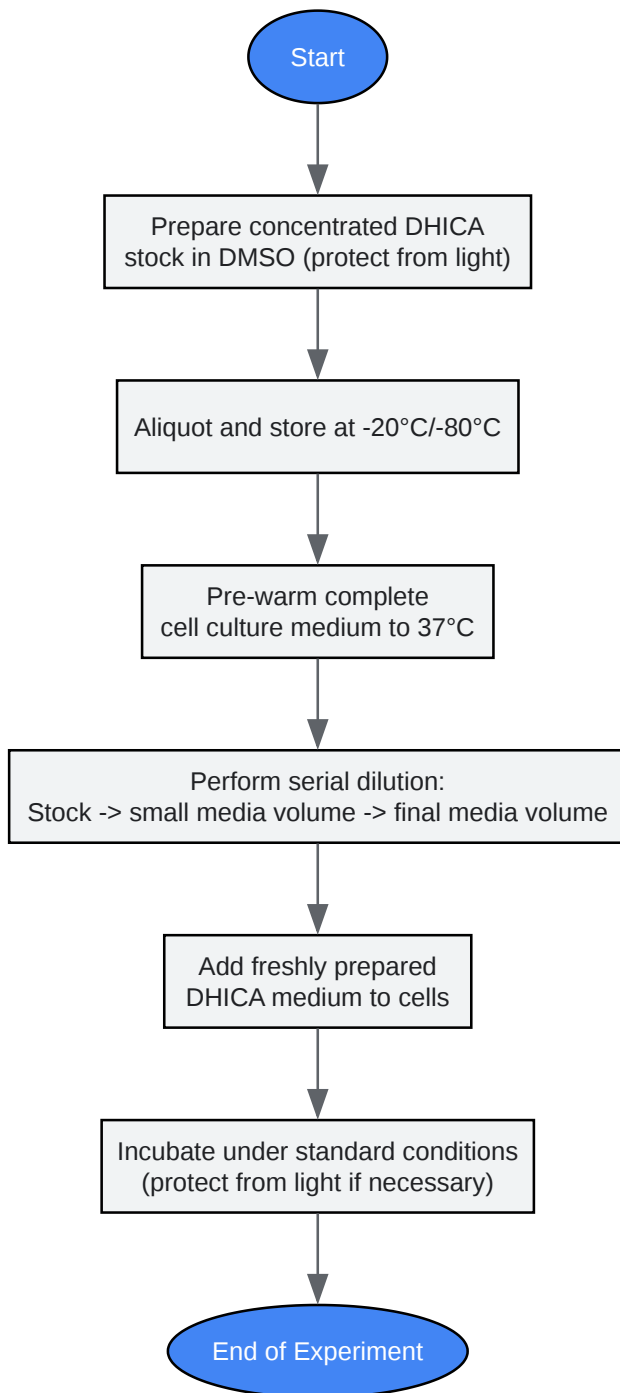 Start
Prepare concentrated DHICA
stock in DMSO (protect from light)
Aliquot and store at -20°C/-80°C
Pre-warm complete
cell culture medium to 37°C
Perform serial dilution:
Stock -> small media volume -> final media volume
Add freshly prepared
DHICA medium to cells
Incubate under standard conditions
(protect from light if necessary)
End of Experiment